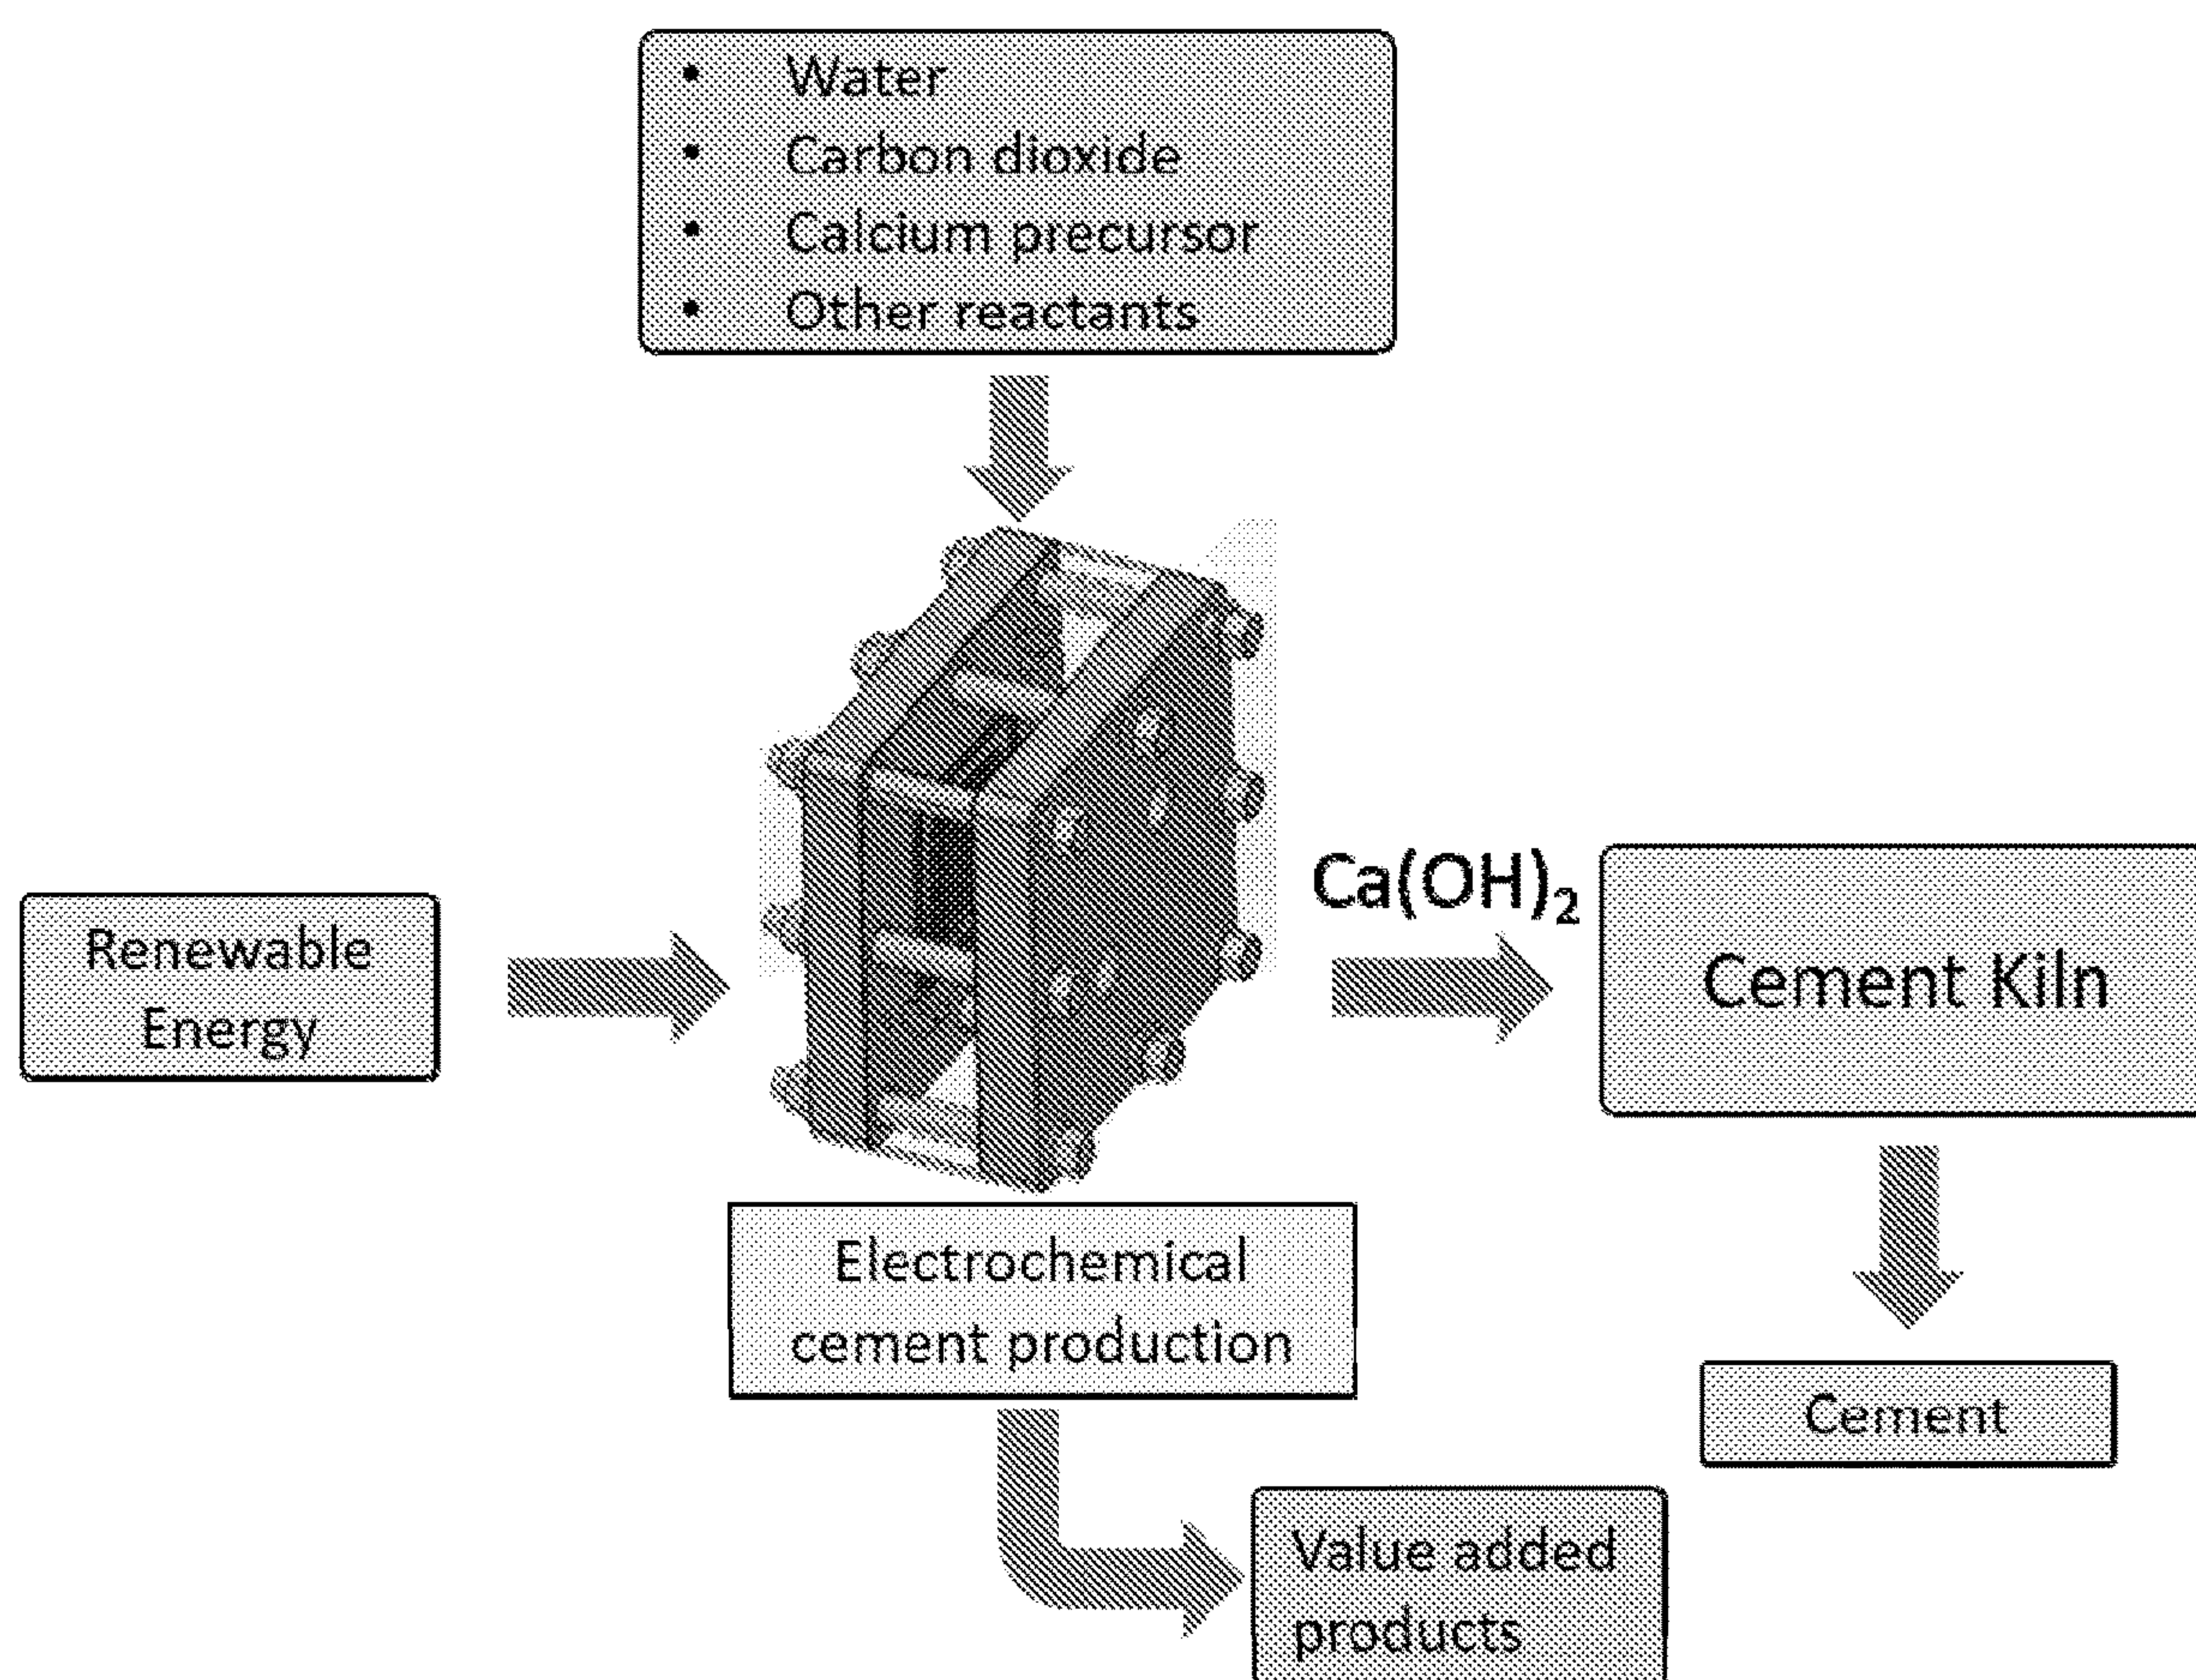 • Water
• Carbon dioxide
• Calcium precursor
• Other reactants
Renewable
Energy
Ca(OH)₂
Cement Kiln
Electrochemical
cement production
Cement
Value added
products